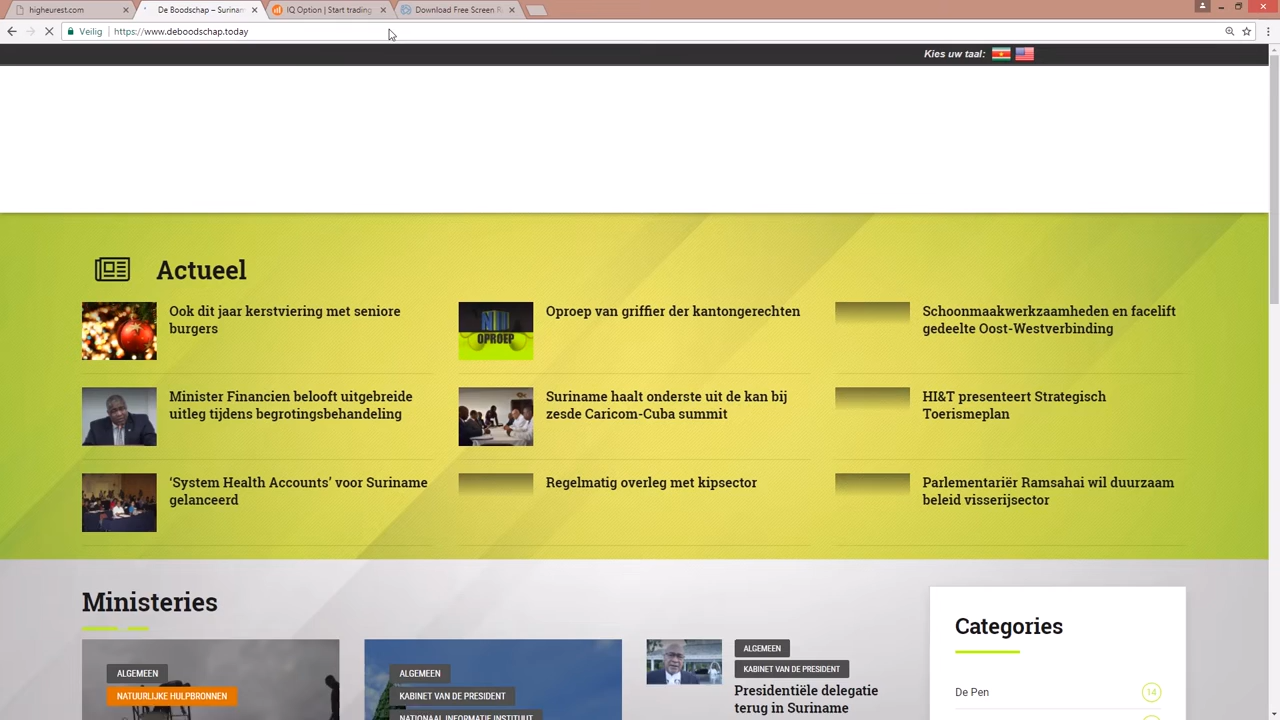 higheurest.com
De Boodschap – Surinam
IQ Option | Start trading
Download Free Screen R
Veilig
https://www.deboodschap.today
Kies uw taal:
Actueel
Ook dit jaar kerstviering met seniore
burgers
Oproep van griffier der kantongerechten
Schoonmaakwerkzaamheden en facelift
gedeelte Oost-Westverbinding
OPROEP
Minister Financien belooft uitgebreide
uitleg tijdens begrotingsbehandeling
Suriname haalt onderste uit de kan bij
zesde Caricom-Cuba summit
HI&T presenteert Strategisch
Toerismeplan
‘System Health Accounts’ voor Suriname
gelanceerd
Regelmatig overleg met kipsector
Parlementariër Ramsahai wil duurzaam
beleid visserijsector
Ministeries
ALGEMEEN
NATUURLIJKE HULPBRONNEN
ALGEMEEN
KABINET VAN DE PRESIDENT
NATIONAAL INFORMATIE INSTITUUT
ALGEMEEN
KABINET VAN DE PRESIDENT
Presidentiële delegatie
terug in Suriname
Categories
De Pen
14